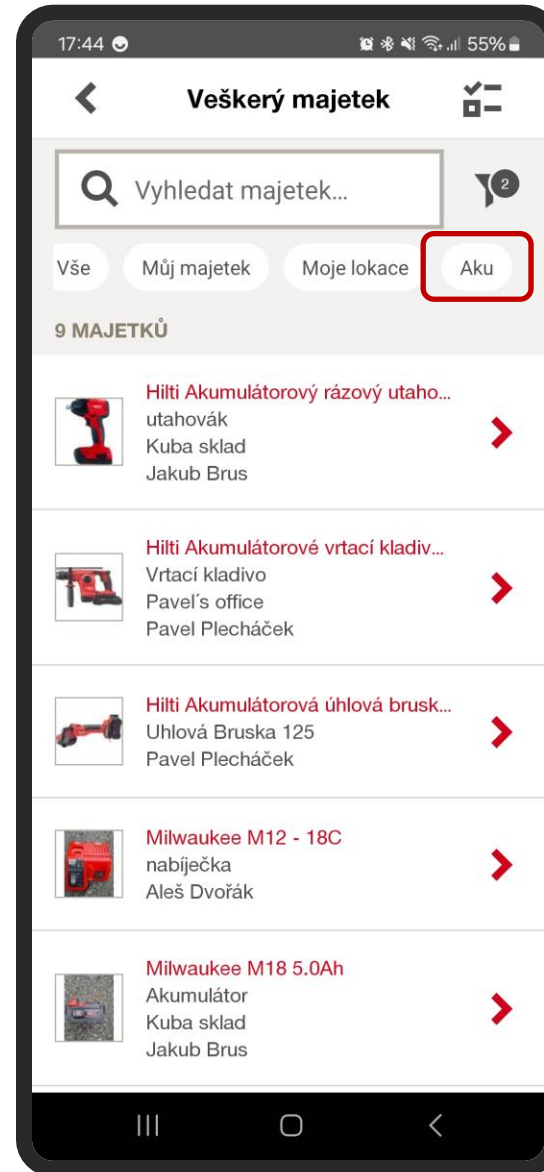 17:44 55%
Veškerý majetek
Vyhledat majetek... 2
Vše Můj majetek Moje lokace Aku
9 MAJETKŮ
Hilti Akumulátorový rázový utaho...
utahovák
Kuba sklad
Jakub Brus
Hilti Akumulátorové vrtací kladiv...
Vrtací kladivo
Pavel´s office
Pavel Plecháček
Hilti Akumulátorová úhlová brusk...
Uhlová Bruska 125
Pavel Plecháček
Milwaukee M12 - 18C
nabíječka
Aleš Dvořák
Milwaukee M18 5.0Ah
Akumulátor
Kuba sklad
Jakub Brus